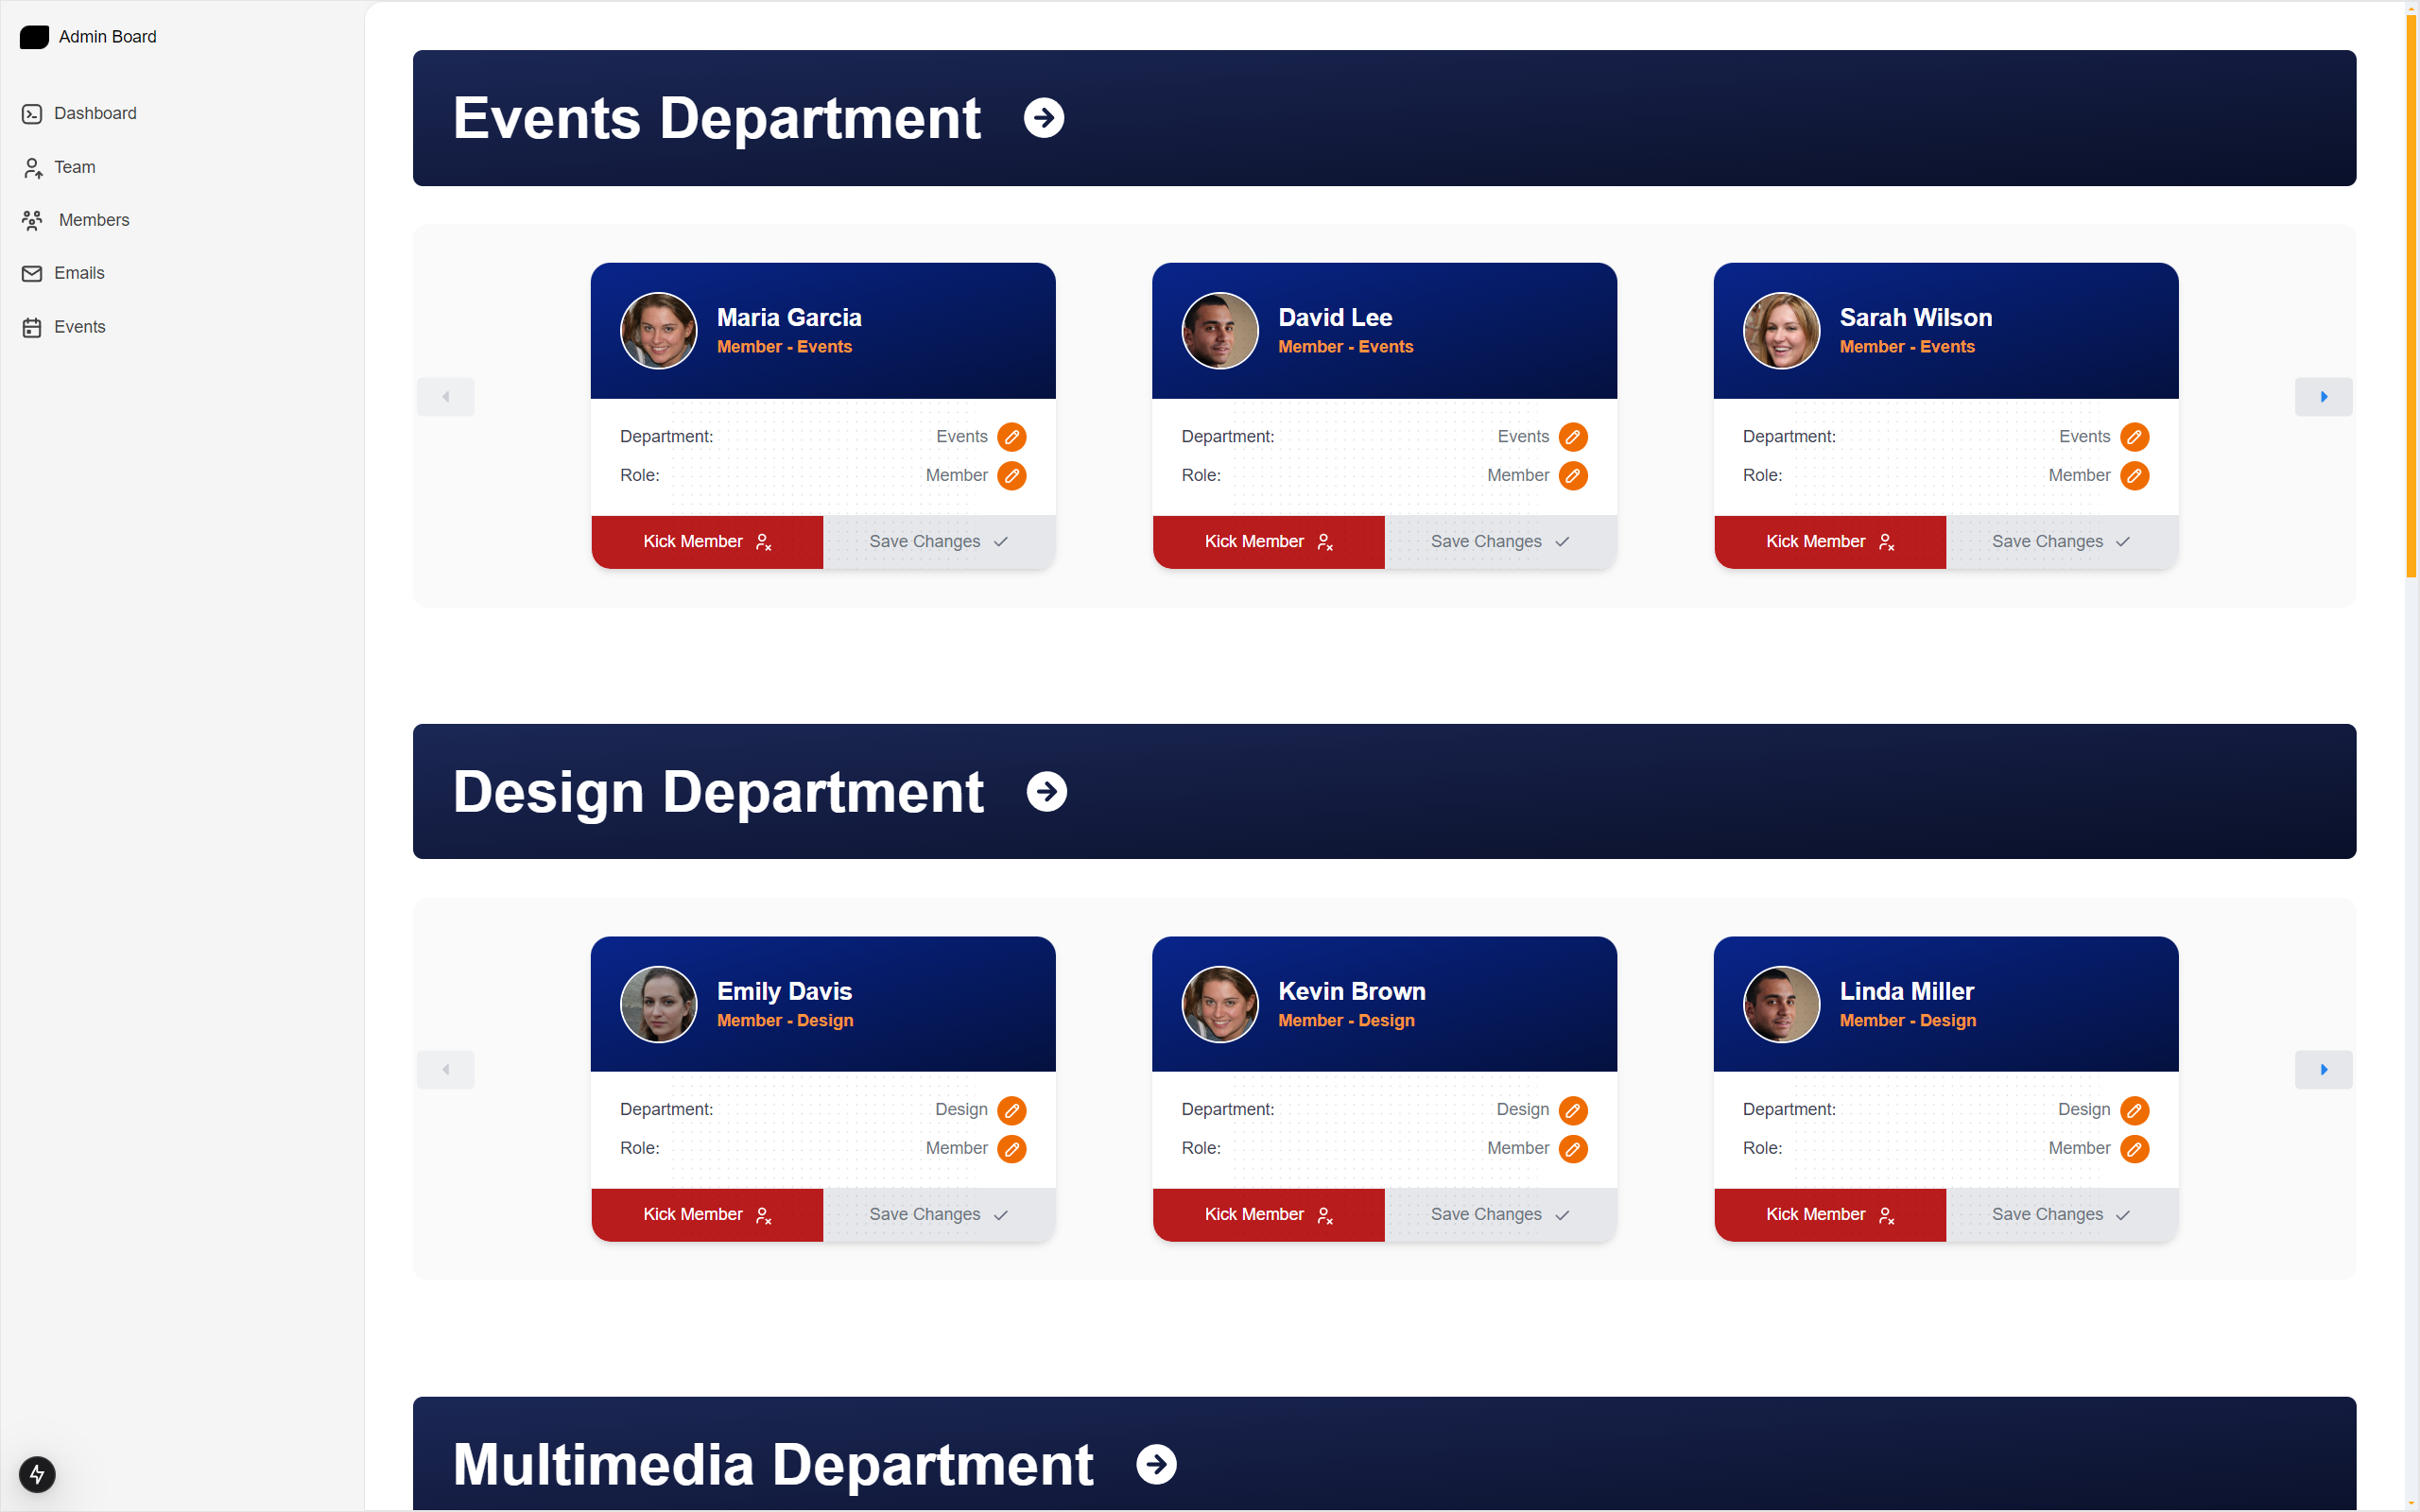 Admin Board
Dashboard
Team
Members
Emails
Events
Events Department
Maria Garcia
Member - Events
Department: Events
Role: Member
Kick Member Save Changes
David Lee
Member - Events
Department: Events
Role: Member
Kick Member Save Changes
Sarah Wilson
Member - Events
Department: Events
Role: Member
Kick Member Save Changes
Design Department
Emily Davis
Member - Design
Department: Design
Role: Member
Kick Member Save Changes
Kevin Brown
Member - Design
Department: Design
Role: Member
Kick Member Save Changes
Linda Miller
Member - Design
Department: Design
Role: Member
Kick Member Save Changes
Multimedia Department